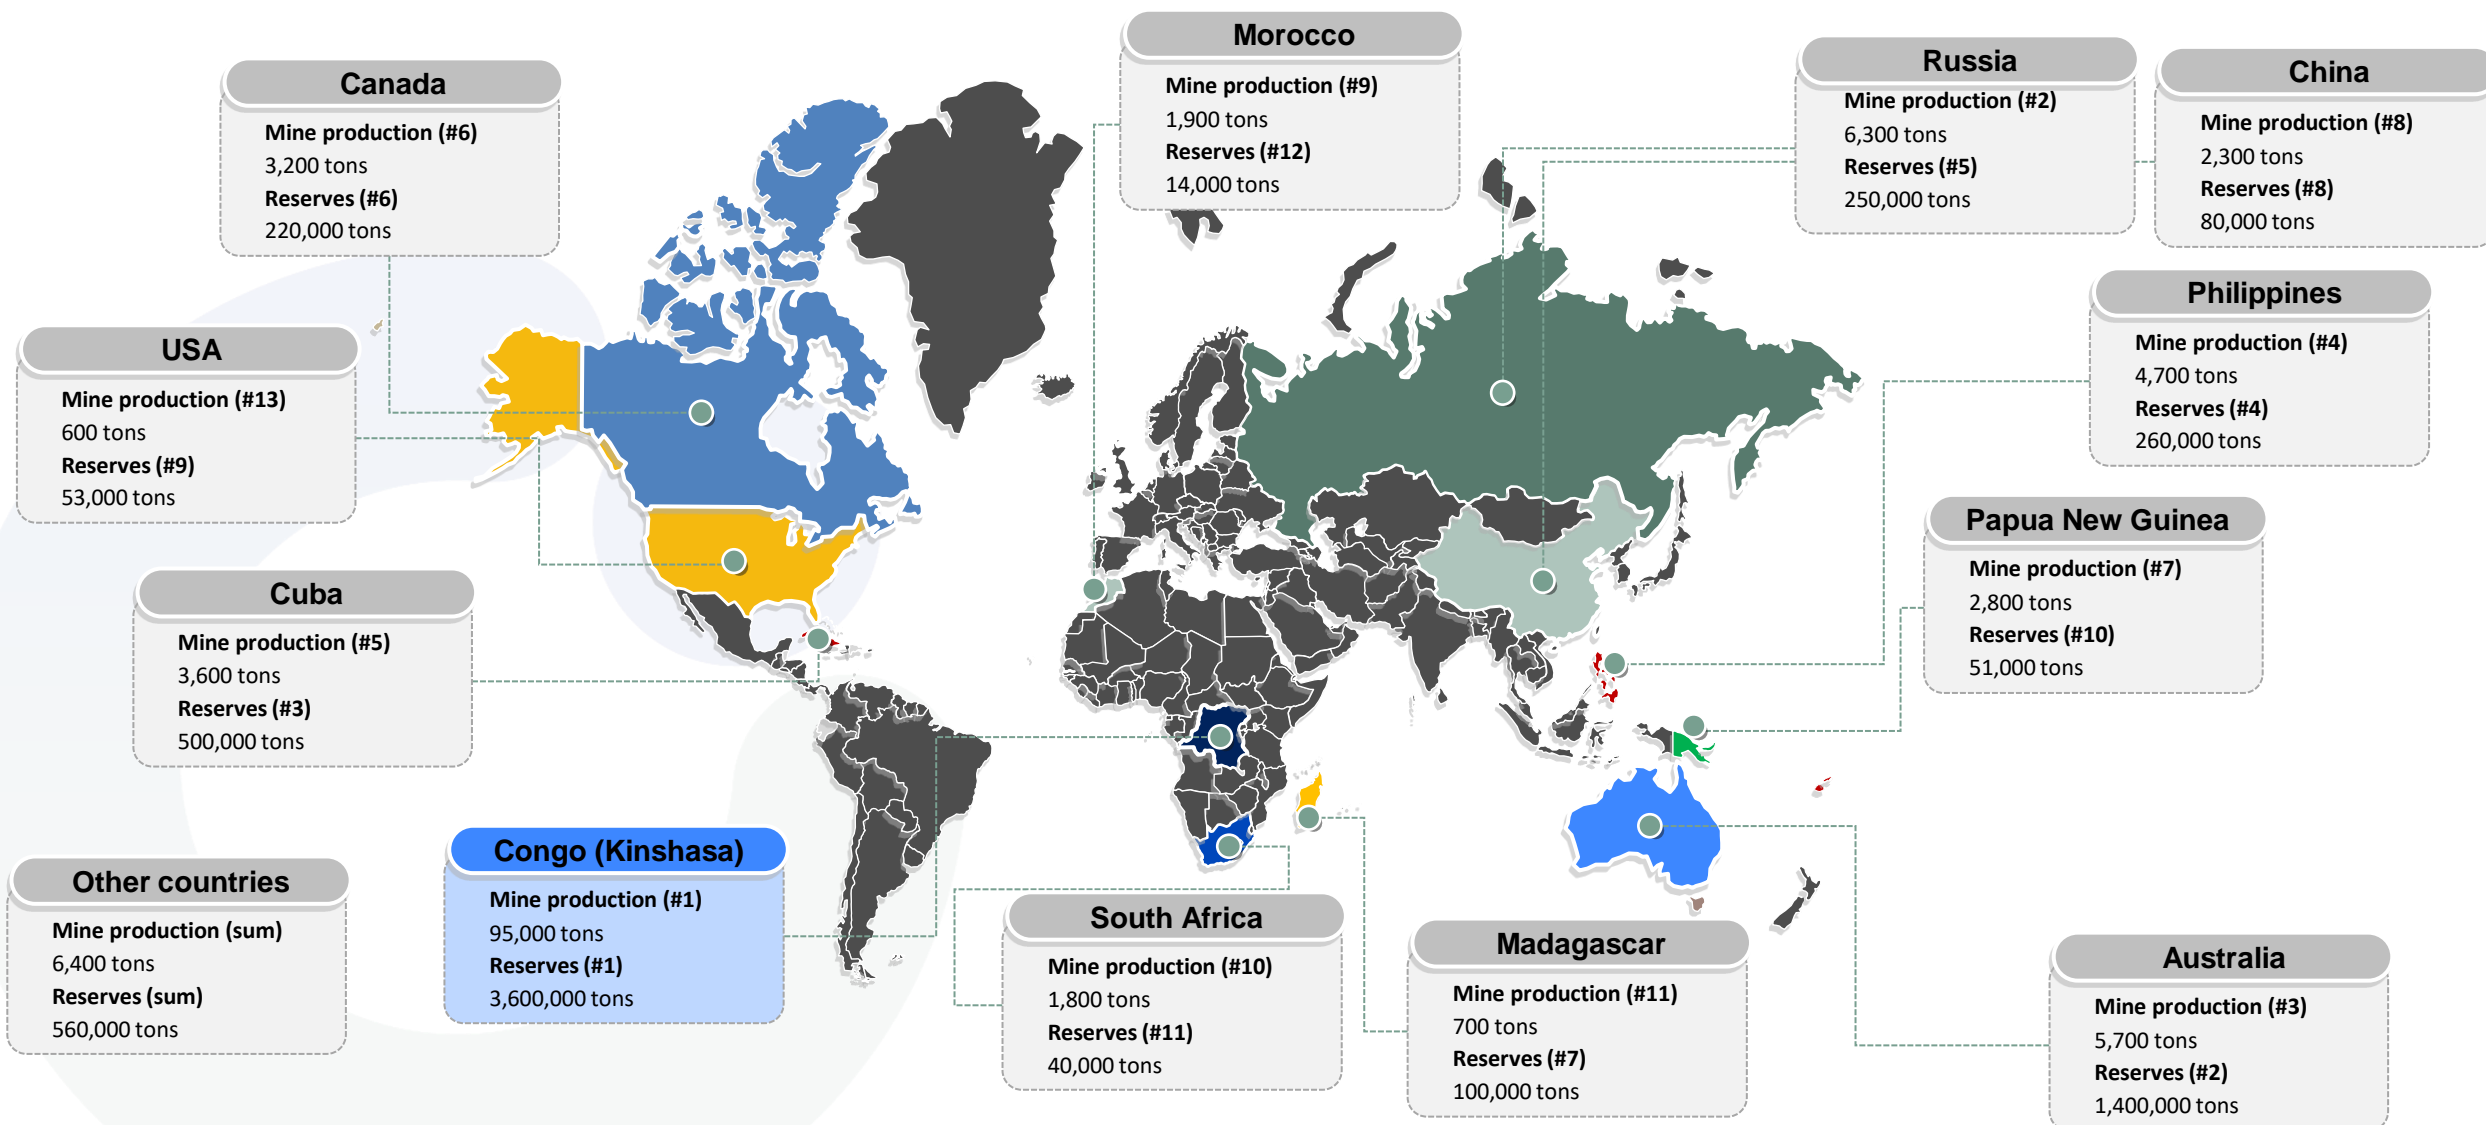 Morocco
Mine production (#9)
1,900 tons
Reserves (#12)
14,000 tons
Russia
Mine production (#2)
6,300 tons
Reserves (#5)
250,000 tons
China
Mine production (#8)
2,300 tons
Reserves (#8)
80,000 tons
Canada
Mine production (#6)
3,200 tons
Reserves (#6)
220,000 tons
Philippines
Mine production (#4)
4,700 tons
Reserves (#4)
260,000 tons
USA
Mine production (#13)
600 tons
Reserves (#9)
53,000 tons
Papua New Guinea
Mine production (#7)
2,800 tons
Reserves (#10)
51,000 tons
Cuba
Mine production (#5)
3,600 tons
Reserves (#3)
500,000 tons
Congo (Kinshasa)
Mine production (#1)
95,000 tons
Reserves (#1)
3,600,000 tons
Other countries
Mine production (sum)
6,400 tons
Reserves (sum)
560,000 tons
South Africa
Mine production (#10)
1,800 tons
Reserves (#11)
40,000 tons
Madagascar
Mine production (#11)
700 tons
Reserves (#7)
100,000 tons
Australia
Mine production (#3)
5,700 tons
Reserves (#2)
1,400,000 tons